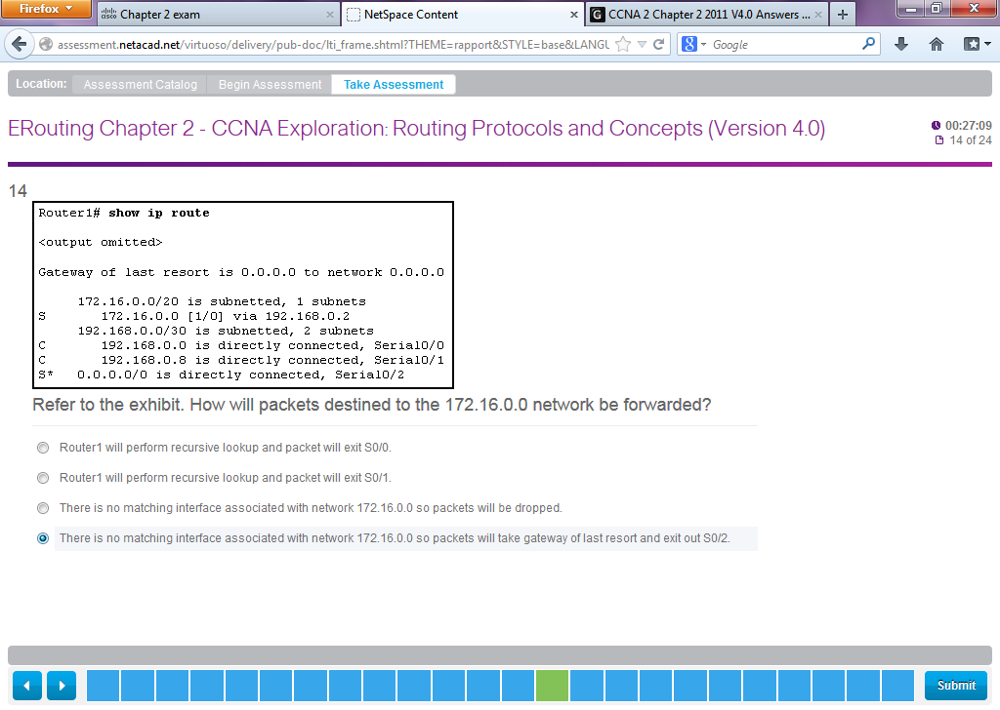 Firefox
Chapter 2 exam
NetSpace Content
CCNA 2 Chapter 2 2011 V4.0 Answers ...
assessment.netacad.net/virtuoso/delivery/pub-doc/lti_frame.shtml?THEME=rapport&STYLE=base&LANGU
Google
Location: Assessment Catalog Begin Assessment Take Assessment
ERouting Chapter 2 - CCNA Exploration: Routing Protocols and Concepts (Version 4.0)
00:27:09
14 of 24
14
Router1# show ip route
<output omitted>
Gateway of last resort is 0.0.0.0 to network 0.0.0.0
172.16.0.0/20 is subnetted, 1 subnets
S 172.16.0.0 [1/0] via 192.168.0.2
192.168.0.0/30 is subnetted, 2 subnets
C 192.168.0.0 is directly connected, Serial0/0
C 192.168.0.8 is directly connected, Serial0/1
S* 0.0.0.0/0 is directly connected, Serial0/2
Refer to the exhibit. How will packets destined to the 172.16.0.0 network be forwarded?
Router1 will perform recursive lookup and packet will exit S0/0.
Router1 will perform recursive lookup and packet will exit S0/1.
There is no matching interface associated with network 172.16.0.0 so packets will be dropped.
There is no matching interface associated with network 172.16.0.0 so packets will take gateway of last resort and exit out S0/2.
Submit